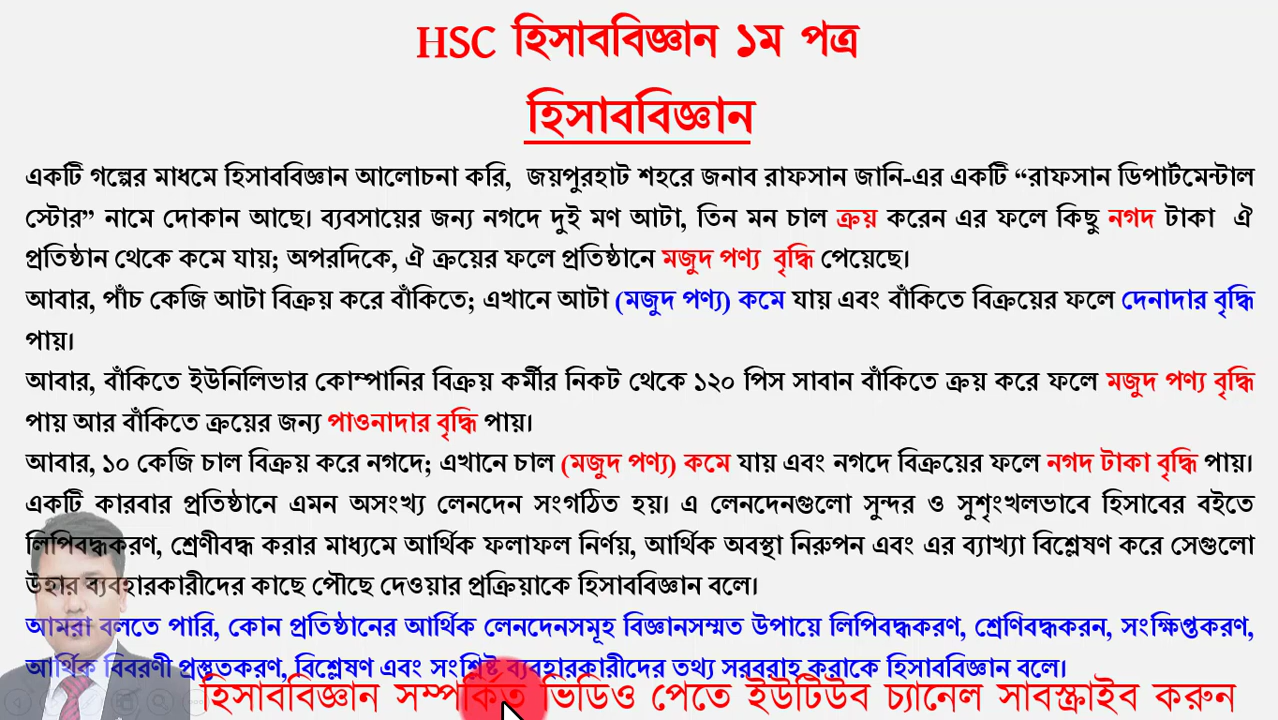 HSC হিসাববিজ্ঞান ১ম পত্র
হিসাববিজ্ঞান
একটি গল্পের মাধমে হিসাববিজ্ঞান আলোচনা করি, জয়পুরহাট শহরে জনাব রাফসান জানি-এর একটি “রাফসান ডিপার্টমেন্টাল
স্টোর” নামে দোকান আছে। ব্যবসায়ের জন্য নগদে দুই মণ আটা, তিন মন চাল ক্রয় করেন এর ফলে কিছু নগদ টাকা ঐ
প্রতিষ্ঠান থেকে কমে যায়; অপরদিকে, ঐ ক্রয়ের ফলে প্রতিষ্ঠানে মজুদ পণ্য বৃদ্ধি পেয়েছে।
আবার, পাঁচ কেজি আটা বিক্রয় করে বাঁকিতে; এখানে আটা (মজুদ পণ্য) কমে যায় এবং বাঁকিতে বিক্রয়ের ফলে দেনাদার বৃদ্ধি
পায়।
আবার, বাঁকিতে ইউনিলিভার কোম্পানির বিক্রয় কর্মীর নিকট থেকে ১২০ পিস সাবান বাঁকিতে ক্রয় করে ফলে মজুদ পণ্য বৃদ্ধি
পায় আর বাঁকিতে ক্রয়ের জন্য পাওনাদার বৃদ্ধি পায়।
আবার, ১০ কেজি চাল বিক্রয় করে নগদে; এখানে চাল (মজুদ পণ্য) কমে যায় এবং নগদে বিক্রয়ের ফলে নগদ টাকা বৃদ্ধি পায়।
একটি কারবার প্রতিষ্ঠানে এমন অসংখ্য লেনদেন সংগঠিত হয়। এ লেনদেনগুলো সুন্দর ও সুশৃংখলভাবে হিসাবের বইতে
লিপিবদ্ধকরণ, শ্রেণীবদ্ধ করার মাধ্যমে আর্থিক ফলাফল নির্ণয়, আর্থিক অবস্থা নিরুপন এবং এর ব্যাখ্যা বিশ্লেষণ করে সেগুলো
উহার ব্যবহারকারীদের কাছে পৌছে দেওয়ার প্রক্রিয়াকে হিসাববিজ্ঞান বলে।
আমরা বলতে পারি, কোন প্রতিষ্ঠানের আর্থিক লেনদেনসমূহ বিজ্ঞানসম্মত উপায়ে লিপিবদ্ধকরণ, শ্রেণিবদ্ধকরন, সংক্ষিপ্তকরণ,
আর্থিক বিবরণী প্রস্তুতকরণ, বিশ্লেষণ এবং সংশ্লিষ্ট ব্যবহারকারীদের তথ্য সরবরাহ করাকে হিসাববিজ্ঞান বলে।
হিসাববিজ্ঞান সম্পর্কিত ভিডিও পেতে ইউটিউব চ্যানেল সাবস্ক্রাইব করুন